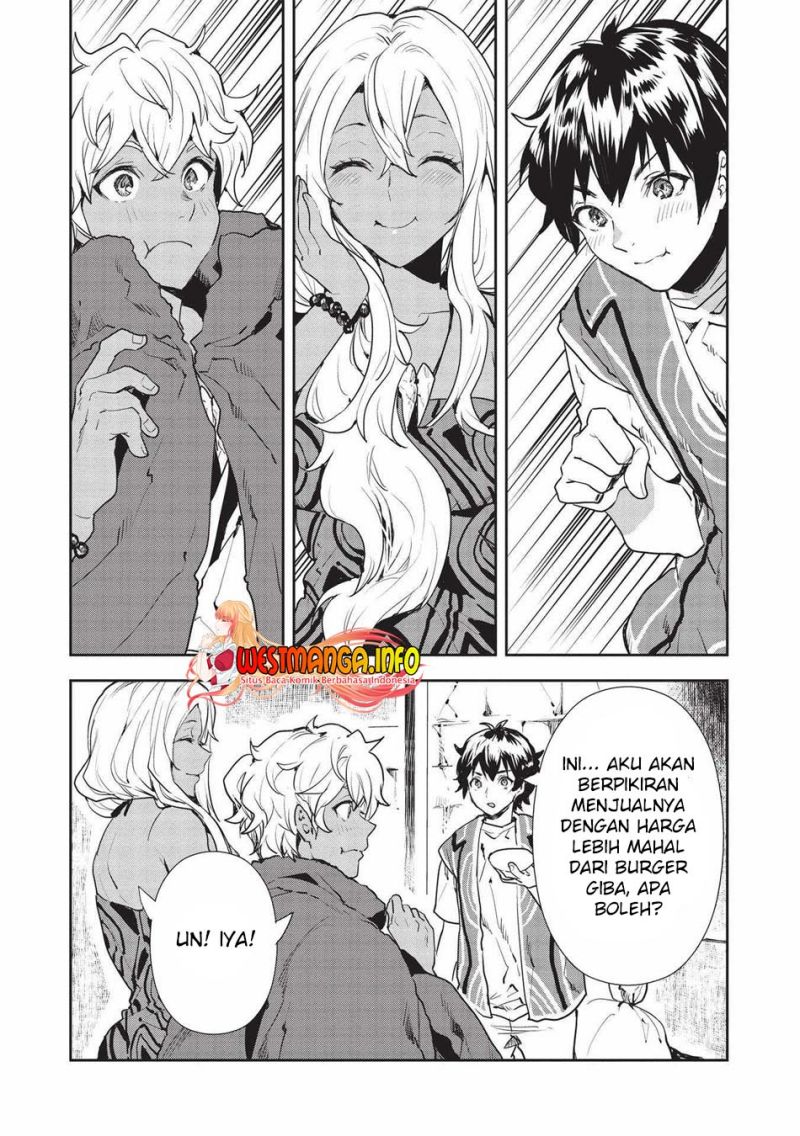 WESTMANGA.INFO
Situs Baca Komik Berbahasa Indonesia
INI... AKU AKAN
BERPIKIRAN
MENJUALNYA
DENGAN HARGA
LEBIH MAHAL
DARI BURGER
GIBA, APA
BOLEH?
UN! IYA!